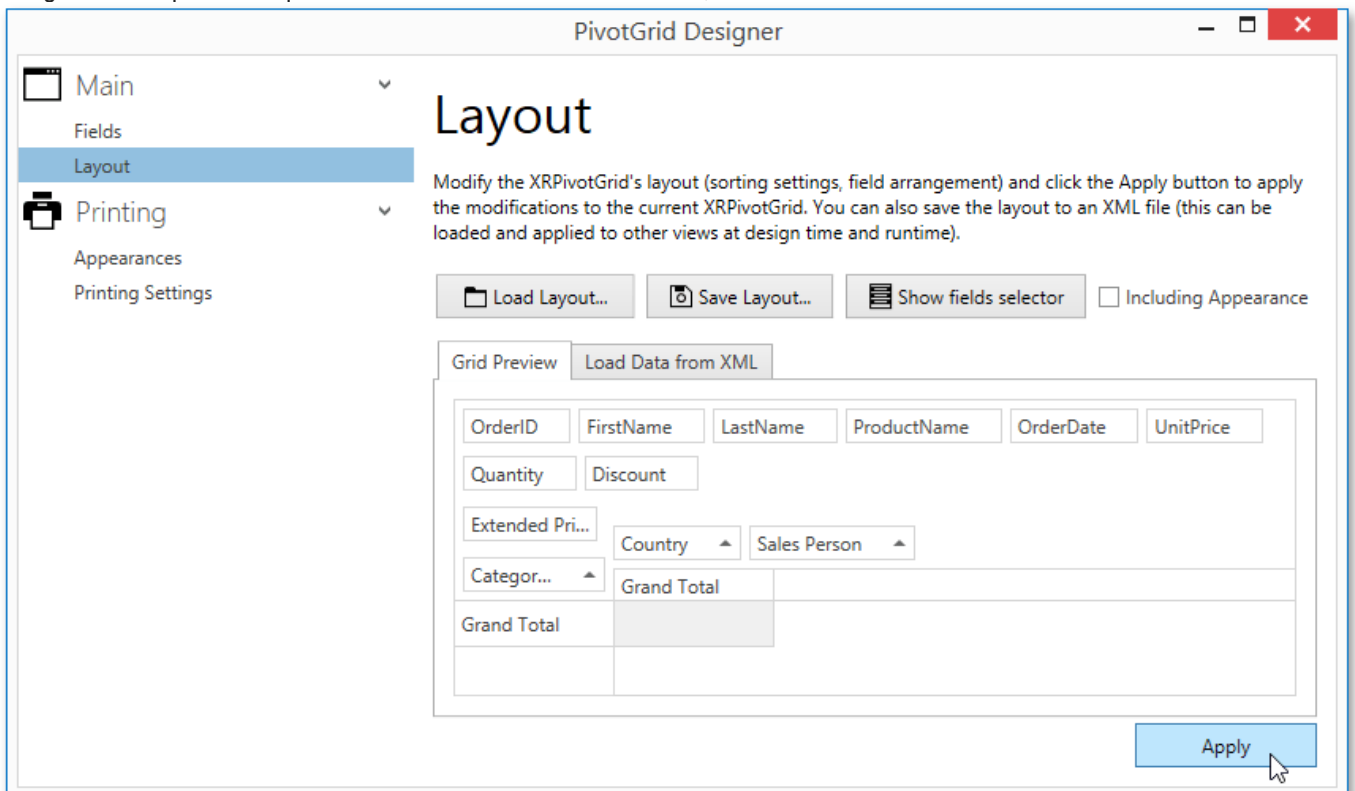 PivotGrid Designer
Main
Fields
Layout
Printing
Appearances
Printing Settings
Layout
Modify the XRPivotGrid's layout (sorting settings, field arrangement) and click the Apply button to apply
the modifications to the current XRPivotGrid. You can also save the layout to an XML file (this can be
loaded and applied to other views at design time and runtime).
Load Layout... Save Layout... Show fields selector Including Appearance
Grid Preview Load Data from XML
OrderID FirstName LastName ProductName OrderDate UnitPrice
Quantity Discount
Extended Pri...
Country Sales Person
Categor...
Grand Total
Grand Total
Apply